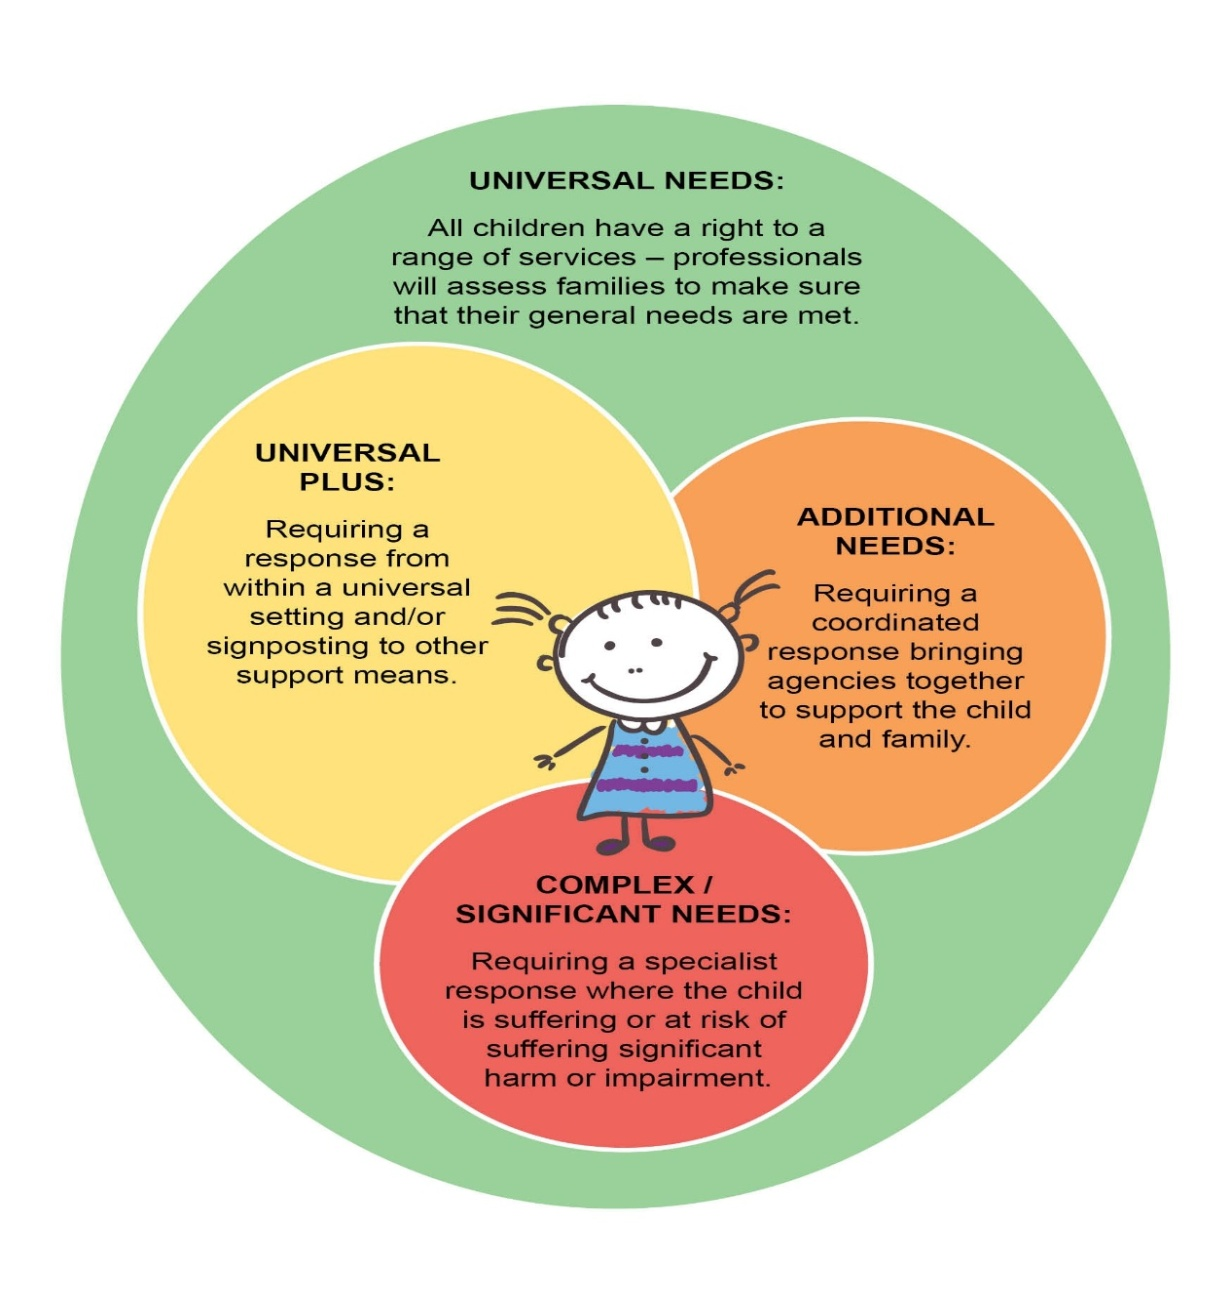 UNIVERSAL NEEDS:
All children have a right to a
range of services – professionals
will assess families to make sure
that their general needs are met.
UNIVERSAL
PLUS:
Requiring a
response from
within a universal
setting and/or
signposting to other
support means.
ADDITIONAL
NEEDS:
Requiring a
coordinated
response bringing
agencies together
to support the child
and family.
COMPLEX /
SIGNIFICANT NEEDS:
Requiring a specialist
response where the child
is suffering or at risk of
suffering significant
harm or impairment.